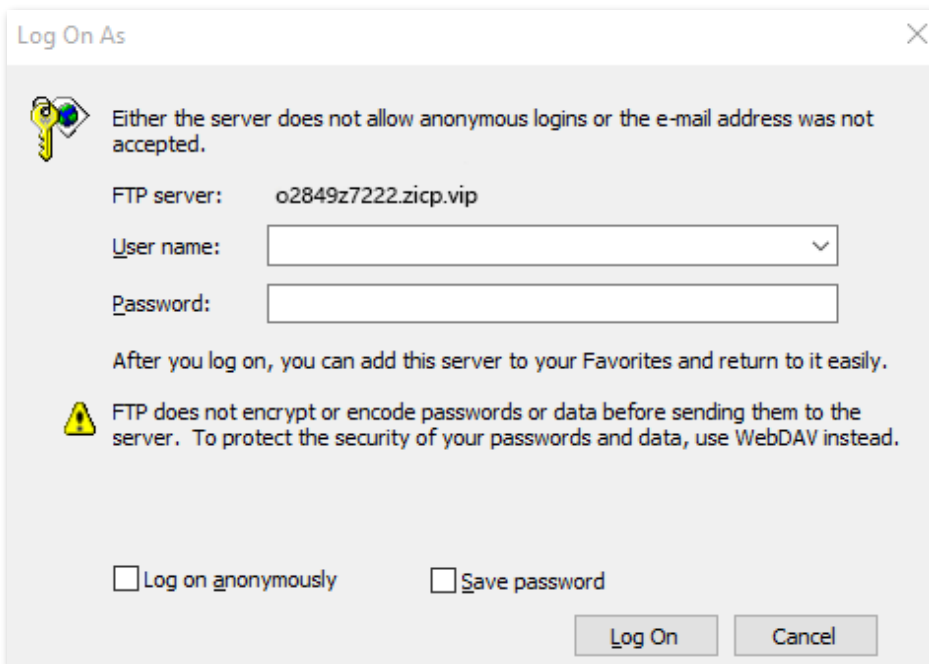 Log On As
Either the server does not allow anonymous logins or the e-mail address was not
accepted.
FTP server: o2849z7222.zicp.vip
User name:
Password:
After you log on, you can add this server to your Favorites and return to it easily.
FTP does not encrypt or encode passwords or data before sending them to the
server. To protect the security of your passwords and data, use WebDAV instead.
Log on anonymously Save password
Log On Cancel